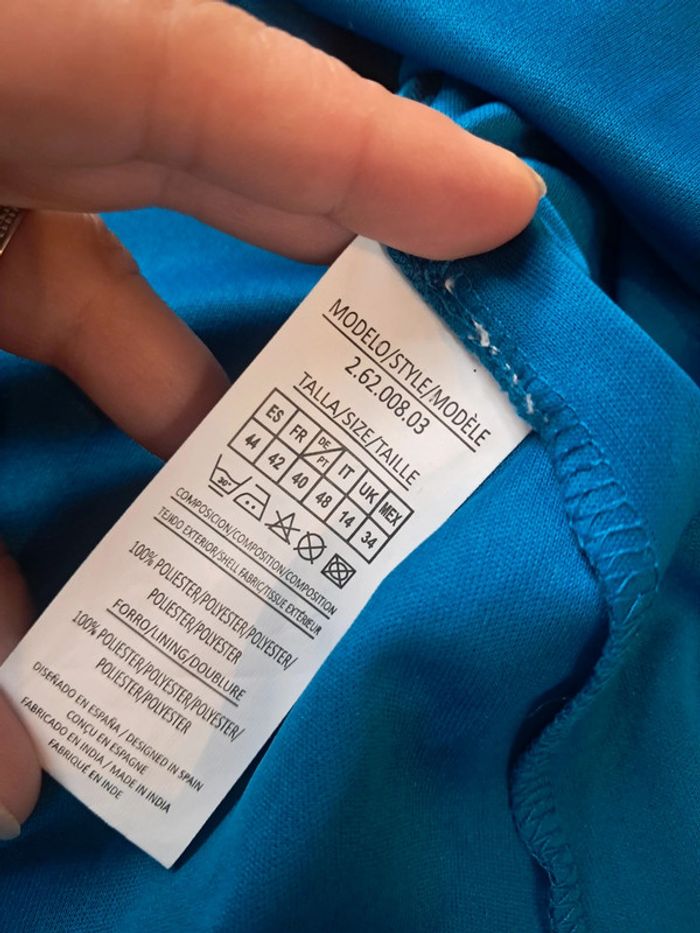 MODELO/STYLE/MODÈLE
2.62.008.03
TALLA/SIZE/TAILLE
ES FR DE/PT IT UK MEX
44 42 40 48 14 34
30°
COMPOSICION/COMPOSITION/COMPOSITION
TEJIDO EXTERIOR/SHELL FABRIC/TISSUE EXTÉRIEUR
100% POLIESTER/POLYESTER/POLYESTER/
POLIESTER/POLYESTER
FORRO/LINING/DOUBLURE
100% POLIESTER/POLYESTER/POLYESTER/
POLIESTER/POLYESTER
DISEÑADO EN ESPAÑA / DESIGNED IN SPAIN
CONÇU EN ESPAGNE
FABRICADO EN INDIA / MADE IN INDIA
FABRIQUÉ EN INDE